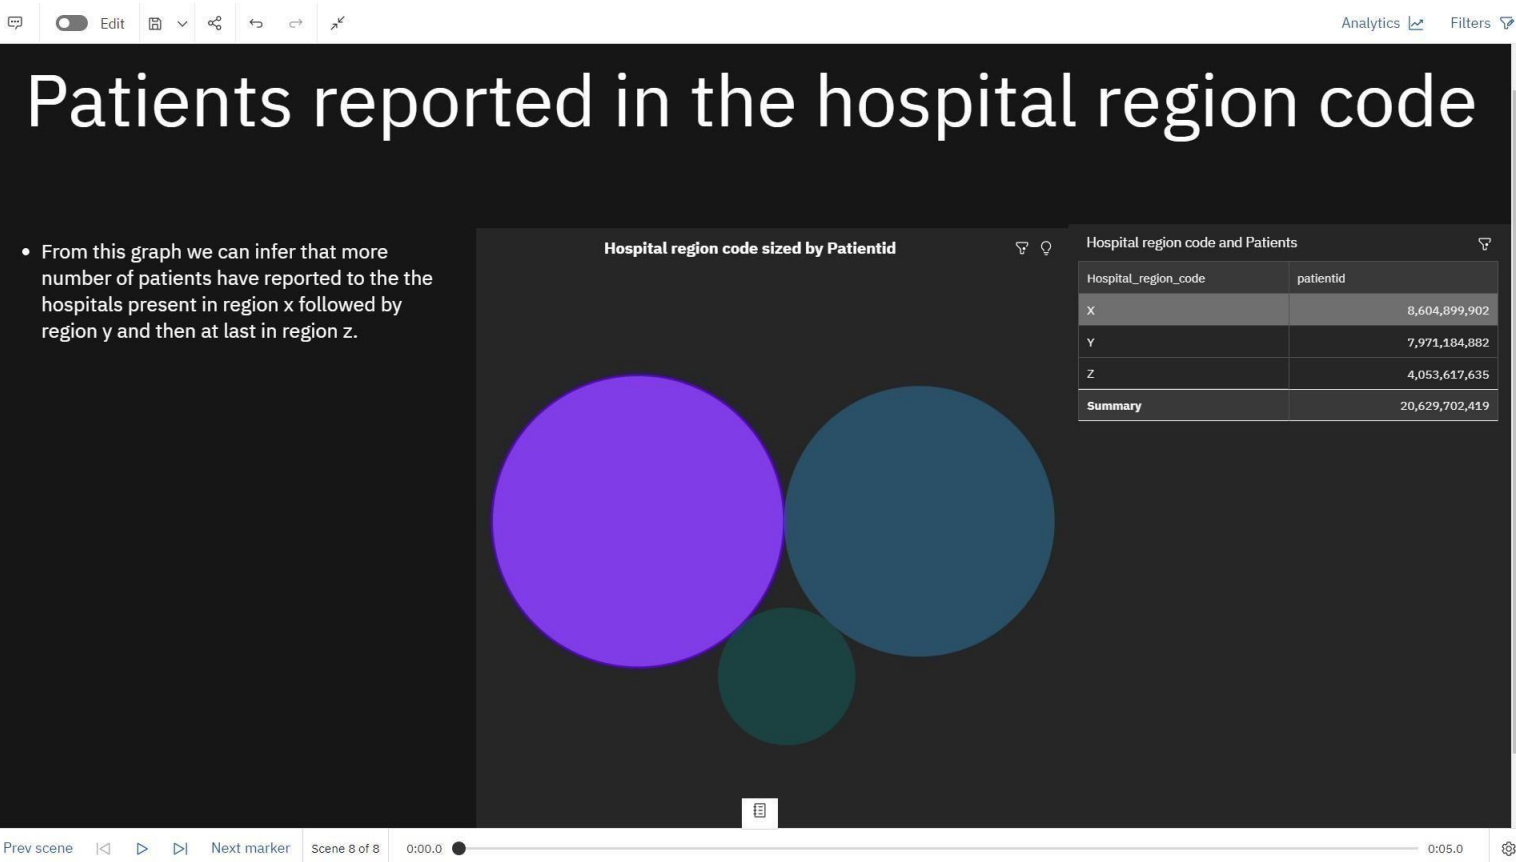 Edit
Analytics
Filters
Patients reported in the hospital region code
• From this graph we can infer that more
number of patients have reported to the the
hospitals present in region x followed by
region y and then at last in region z.
Hospital region code sized by Patientid
Hospital region code and Patients
Hospital_region_code patientid
X 8,604,899,902
Y 7,971,184,882
Z 4,053,617,635
Summary 20,629,702,419
Prev scene Next marker Scene 8 of 8 0:00.0 0:05.0